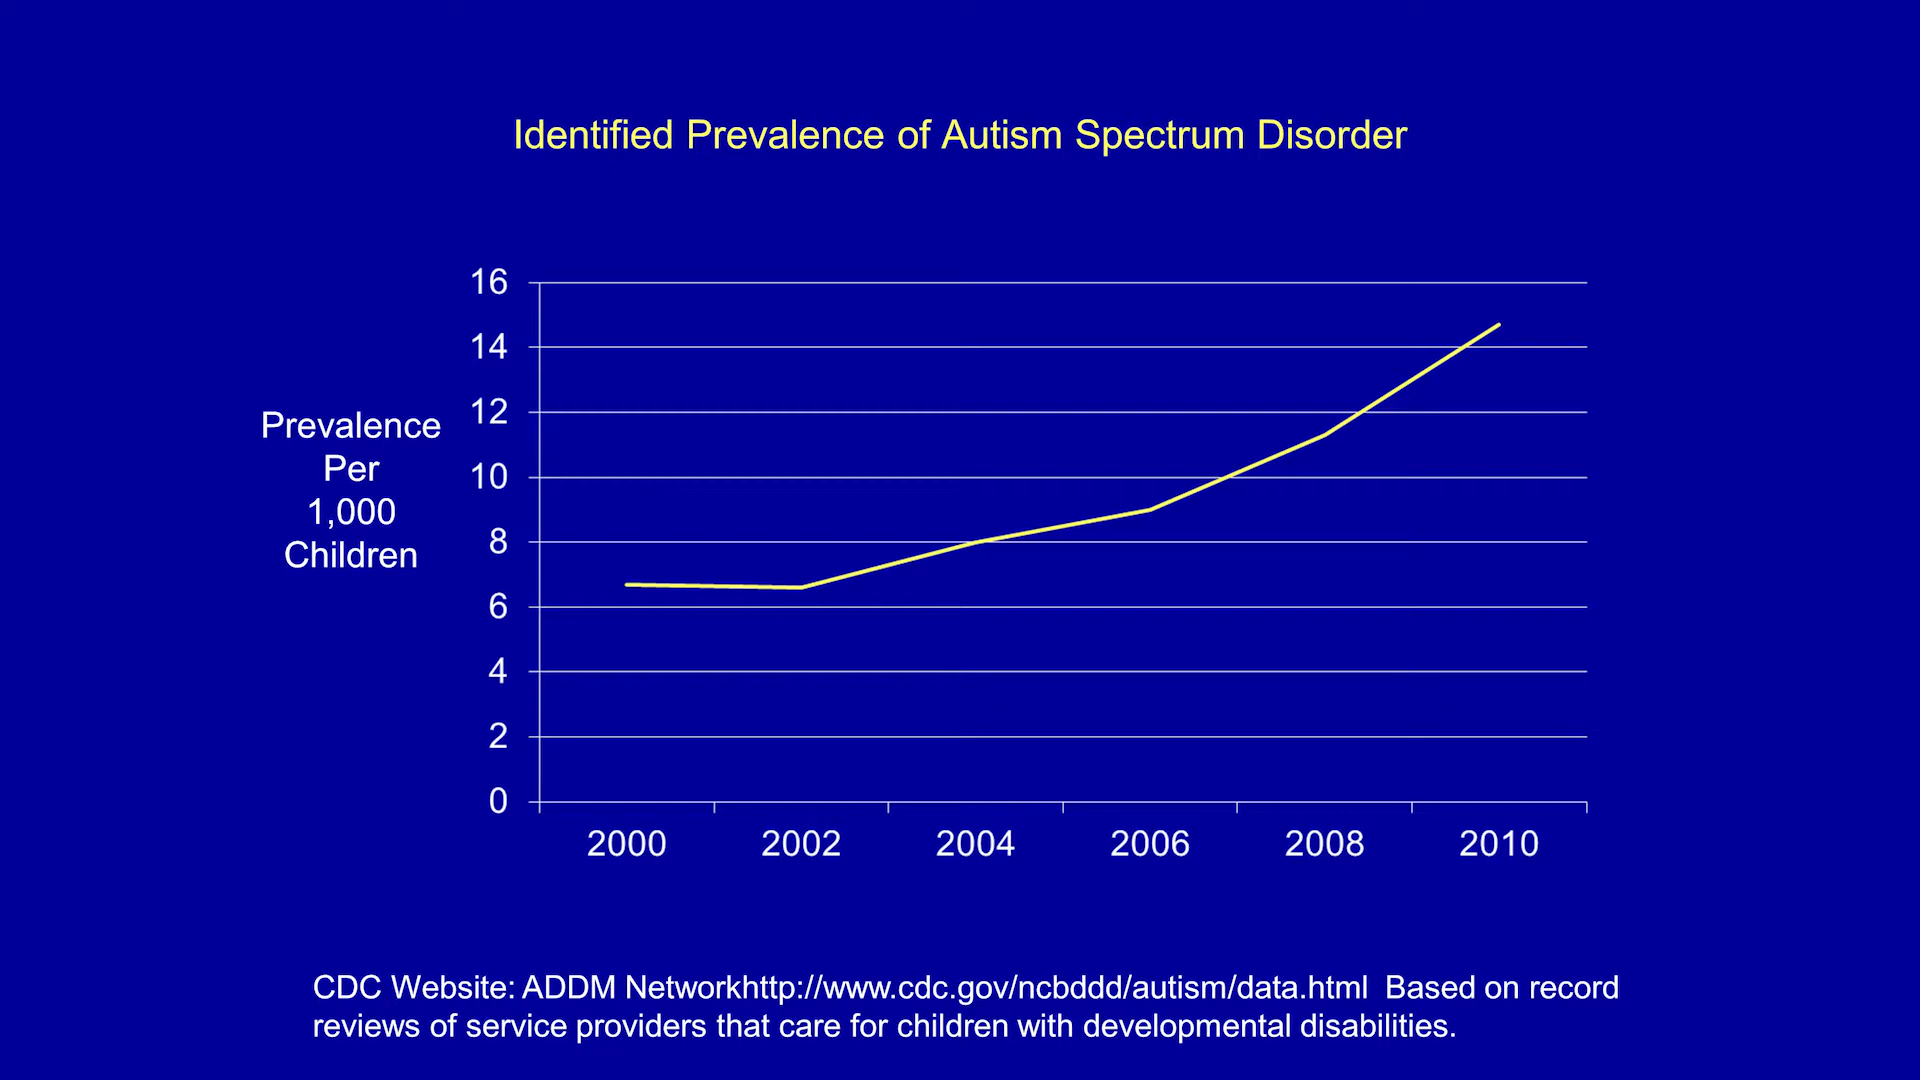 Identified Prevalence of Autism Spectrum Disorder
16
14
12
10
8
6
4
2
0
Prevalence
Per
1,000
Children
2000 2002 2004 2006 2008 2010
CDC Website: ADDM Networkhttp://www.cdc.gov/ncbddd/autism/data.html Based on record
reviews of service providers that care for children with developmental disabilities.